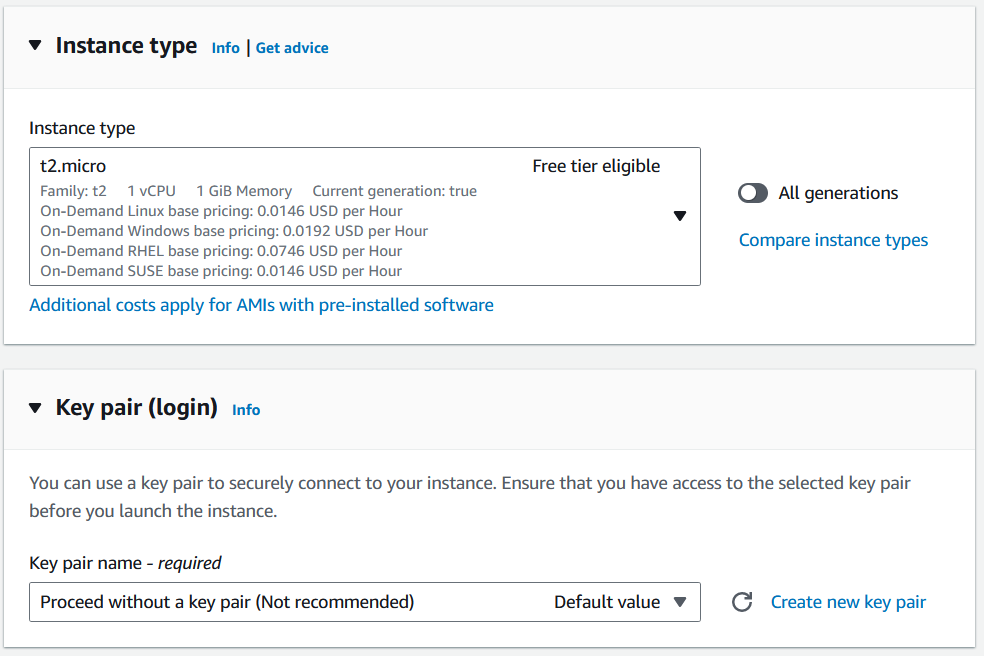 Instance type Info | Get advice
Instance type
t2.micro Free tier eligible
Family: t2 1 vCPU 1 GiB Memory Current generation: true
On-Demand Linux base pricing: 0.0146 USD per Hour
On-Demand Windows base pricing: 0.0192 USD per Hour
On-Demand RHEL base pricing: 0.0746 USD per Hour
On-Demand SUSE base pricing: 0.0146 USD per Hour
All generations
Compare instance types
Additional costs apply for AMIs with pre-installed software
Key pair (login) Info
You can use a key pair to securely connect to your instance. Ensure that you have access to the selected key pair
before you launch the instance.
Key pair name - required
Proceed without a key pair (Not recommended) Default value
Create new key pair